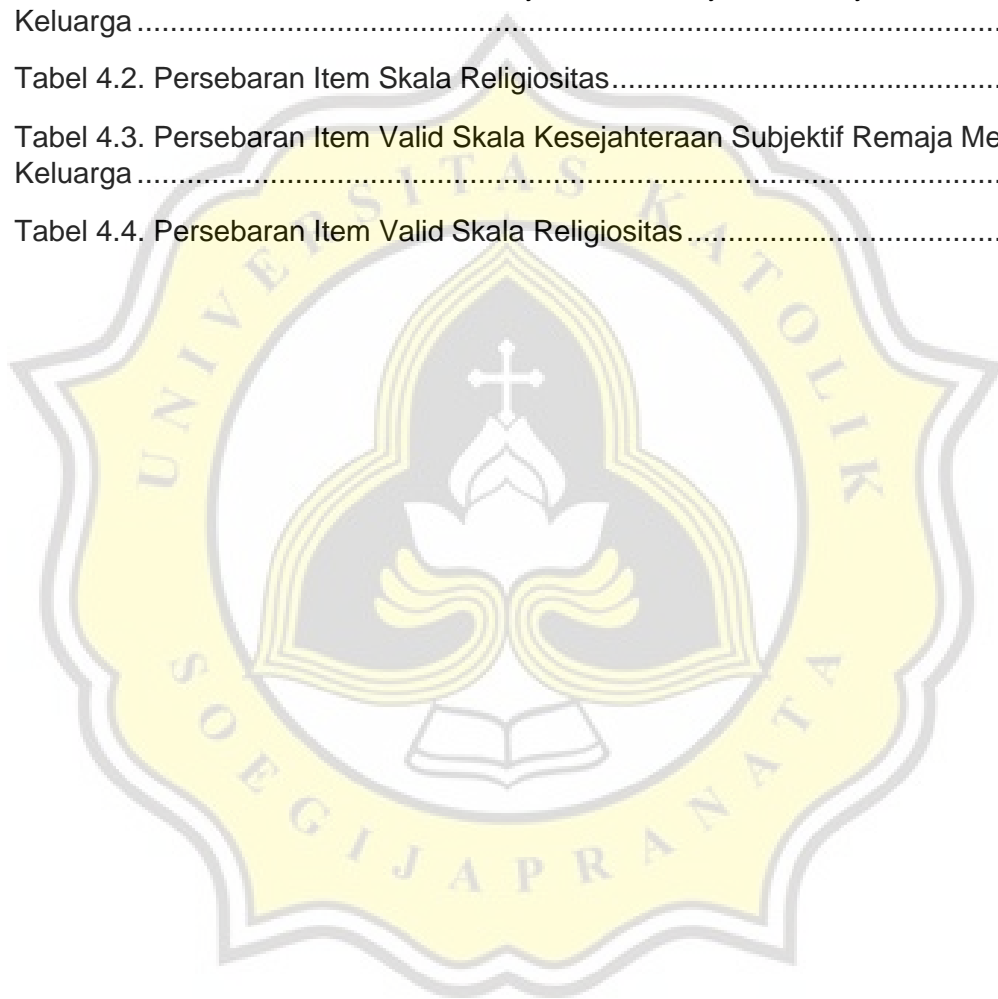 Keluarga ................................................................................................................
Tabel 4.2. Persebaran Item Skala Religiositas ................................................
Tabel 4.3. Persebaran Item Valid Skala Kesejahteraan Subjektif Remaja
Keluarga ................................................................................................................
Tabel 4.4. Persebaran Item Valid Skala Religiositas ......................................
UNIVERSITAS KATOLIK
SOEGIJAPRANATA